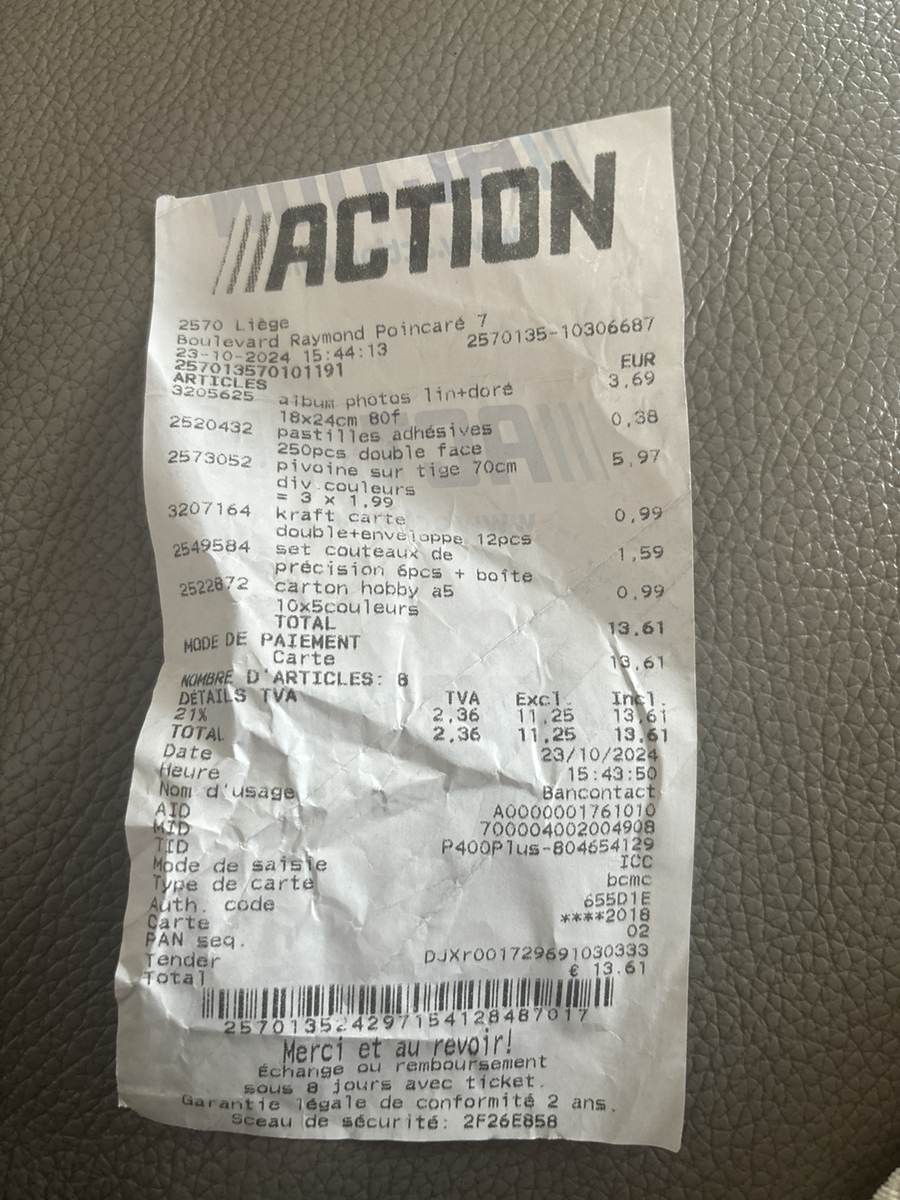 ACTION
2570 Liège
Boulevard Raymond Poincaré 7
23-10-2024 15:44:13 2570135-10306687
257013570101191
ARTICLES EUR
3205625 album photos lin+doré 3,69
18x24cm 80f
2520432 pastilles adhésives 0,38
250pcs double face
2573052 pivoine sur tige 70cm 5,97
div.couleurs
= 3 x 1,99
3207164 kraft carte 0,99
double+enveloppe 12pcs
2549584 set couteaux de 1,59
précision 6pcs + boîte
2522872 carton hobby a5 0,99
10x5couleurs
TOTAL 13,61
MODE DE PAIEMENT
Carte 13,61
NOMBRE D'ARTICLES: 8
DÉTAILS TVA TVA Excl. Incl.
21% 2,36 11,25 13,61
TOTAL 2,36 11,25 13,61
Date 23/10/2024
Heure 15:43:50
Nom d'usage Bancontact
AID A0000001761010
MID 700004002004908
TID P400Plus-804654129
Mode de saisie ICC
Type de carte bcmc
Auth. code 655D1E
Carte ****2018
PAN seq. 02
Tender DJXr001729691030333
Total € 13.61
257013524297154128487017
Merci et au revoir!
Échange ou remboursement
sous 8 jours avec ticket.
Garantie légale de conformité 2 ans.
Sceau de sécurité: 2F26E858